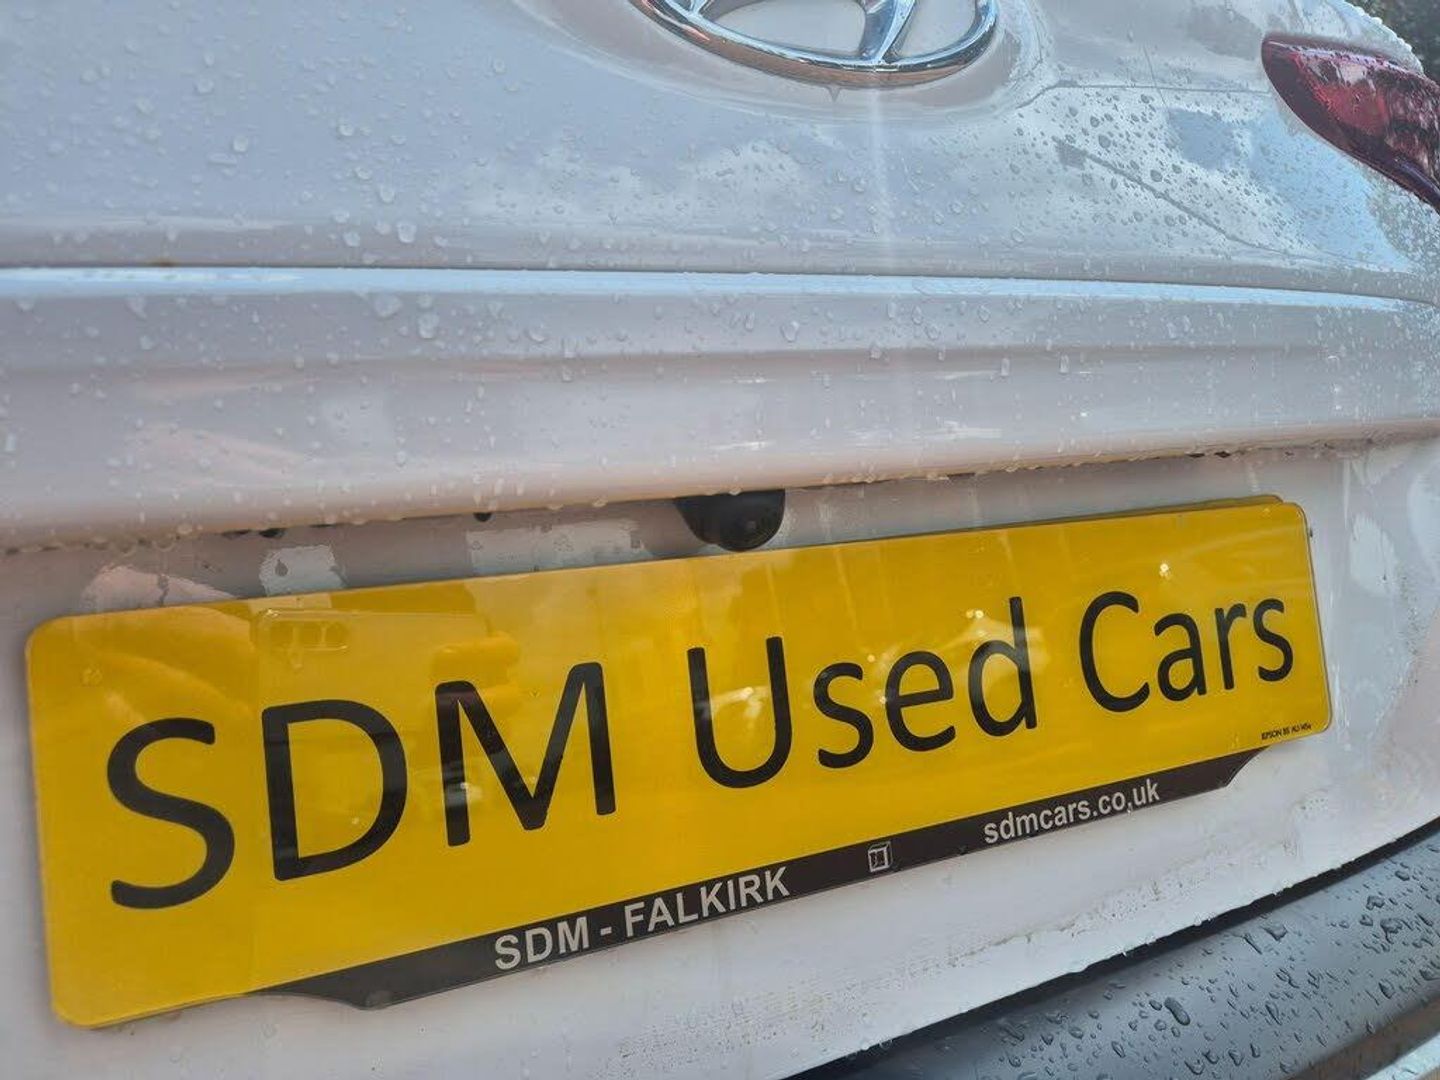 SDM Used Cars
SDM - FALKIRK
sdmcars.co.uk